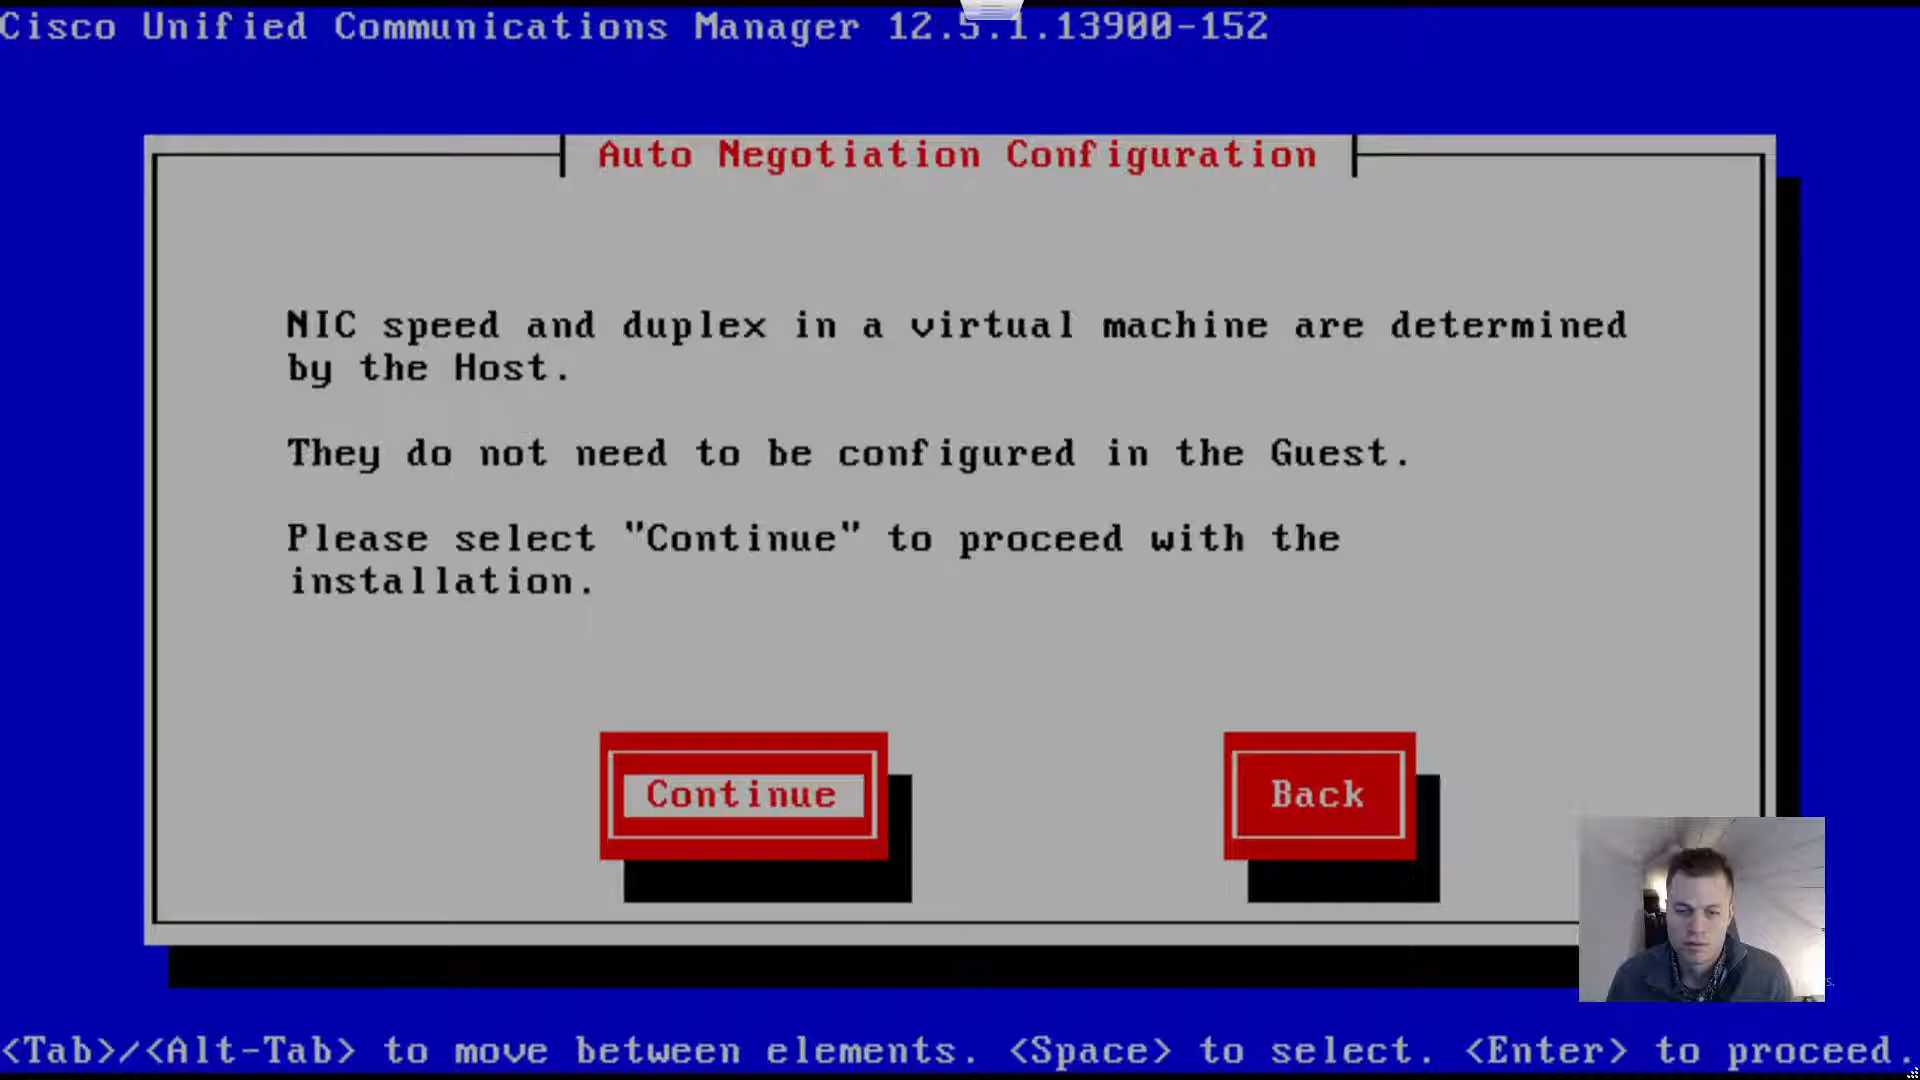 Cisco Unified Communications Manager 12.5.1.13900-152
Auto Negotiation Configuration
NIC speed and duplex in a virtual machine are determined
by the Host.
They do not need to be configured in the Guest.
Please select "Continue" to proceed with the
installation.
Continue
Back
<Tab>/<Alt-Tab> to move between elements. <Space> to select. <Enter> to proceed.